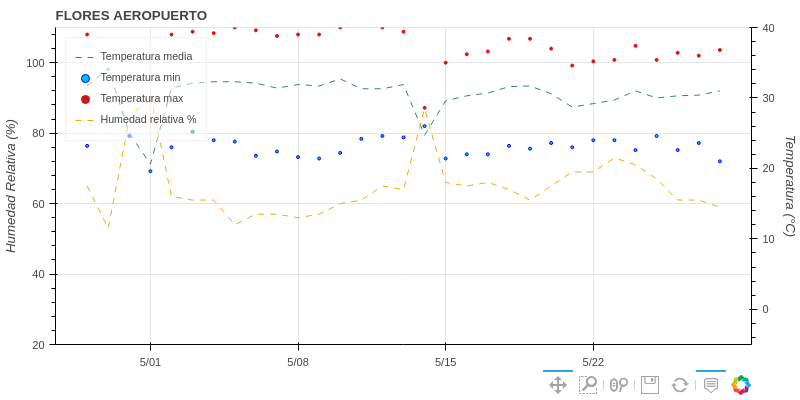 FLORES AEROPUERTO
Temperatura media
Temperatura min
Temperatura max
Humedad relativa %
Humedad Relativa (%)
100
80
60
40
20
Temperatura (°C)
40
30
20
10
0
5/01
5/08
5/15
5/22